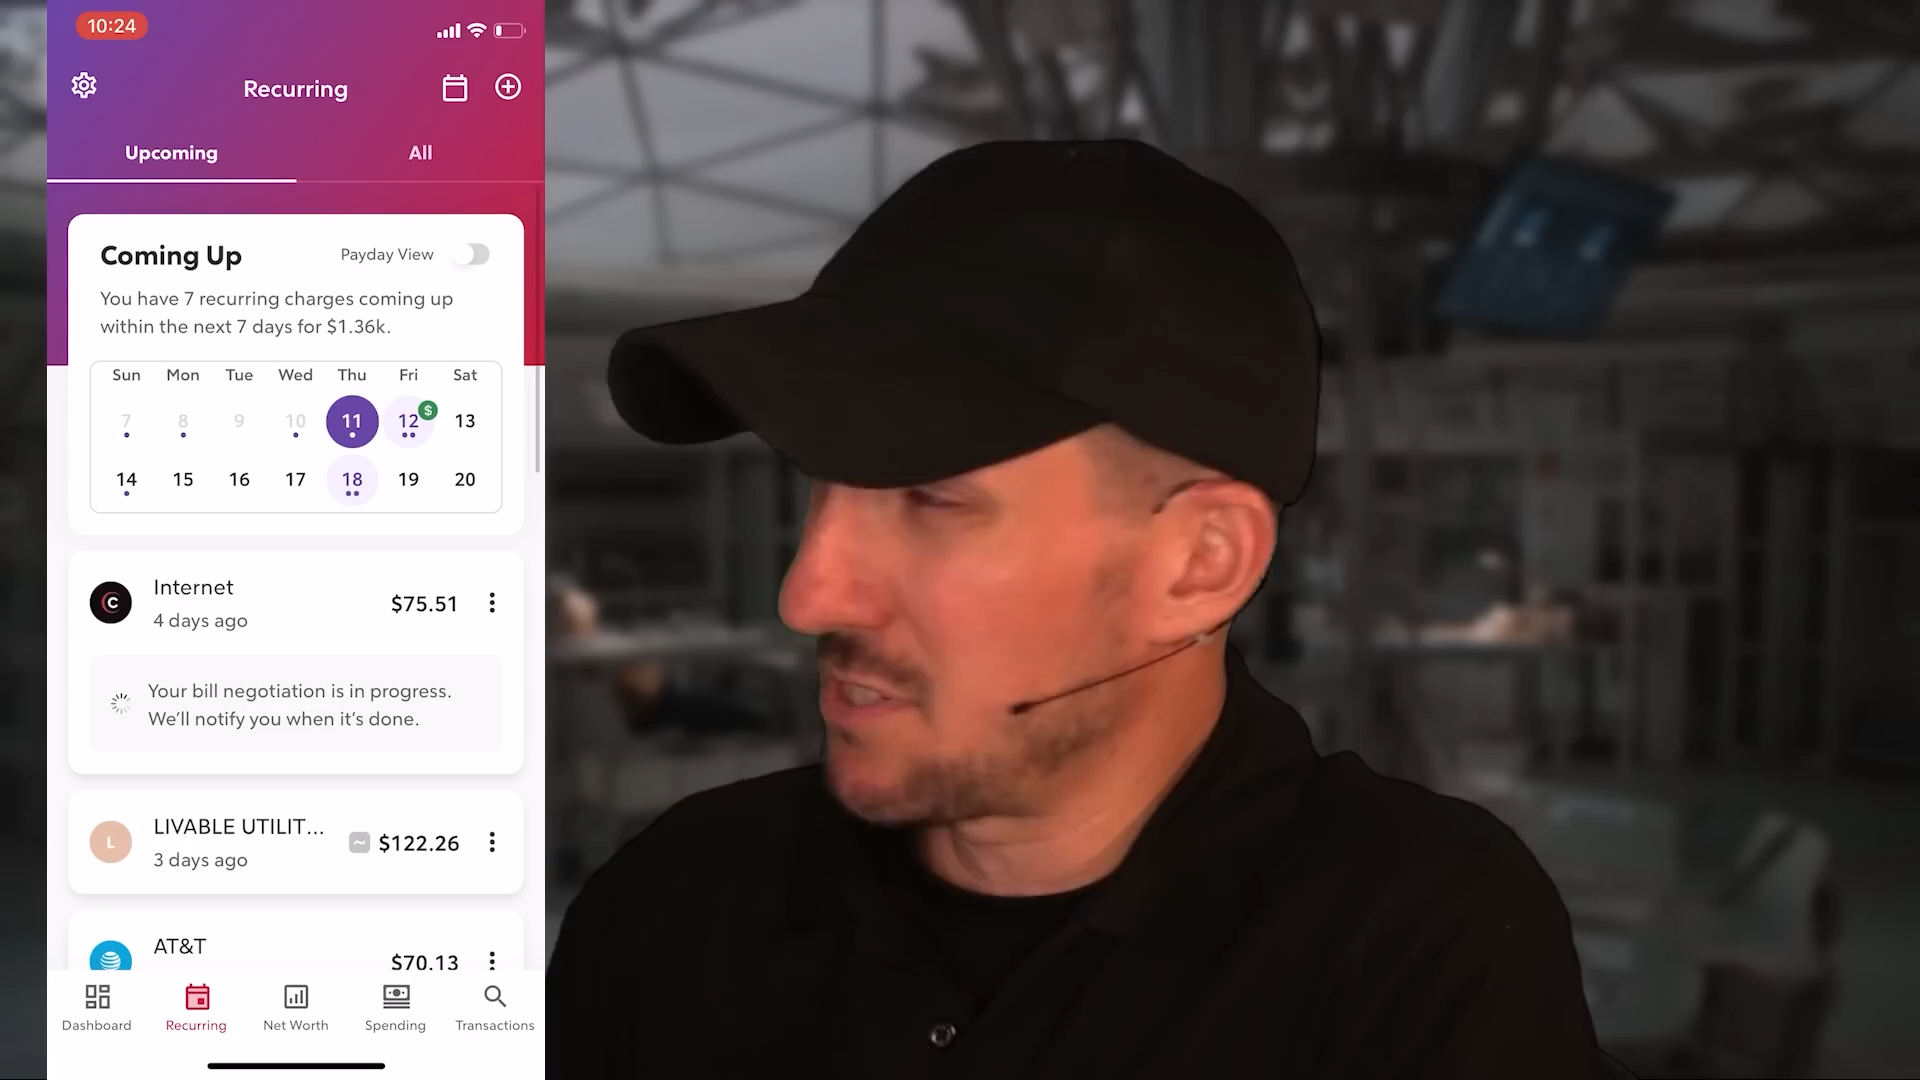 10:24
Recurring
Upcoming
All
Coming Up
Payday View
You have 7 recurring charges coming up
within the next 7 days for $1.36k.
Sun Mon Tue Wed Thu Fri Sat
7 8 9 10 11 12 $ 13
14 15 16 17 18 19 20
C
Internet
$75.51
4 days ago
Your bill negotiation is in progress.
We’ll notify you when it’s done.
L
LIVABLE UTILIT...
~ $122.26
3 days ago
AT&T
$70.13
Dashboard
Recurring
Net Worth
Spending
Transactions